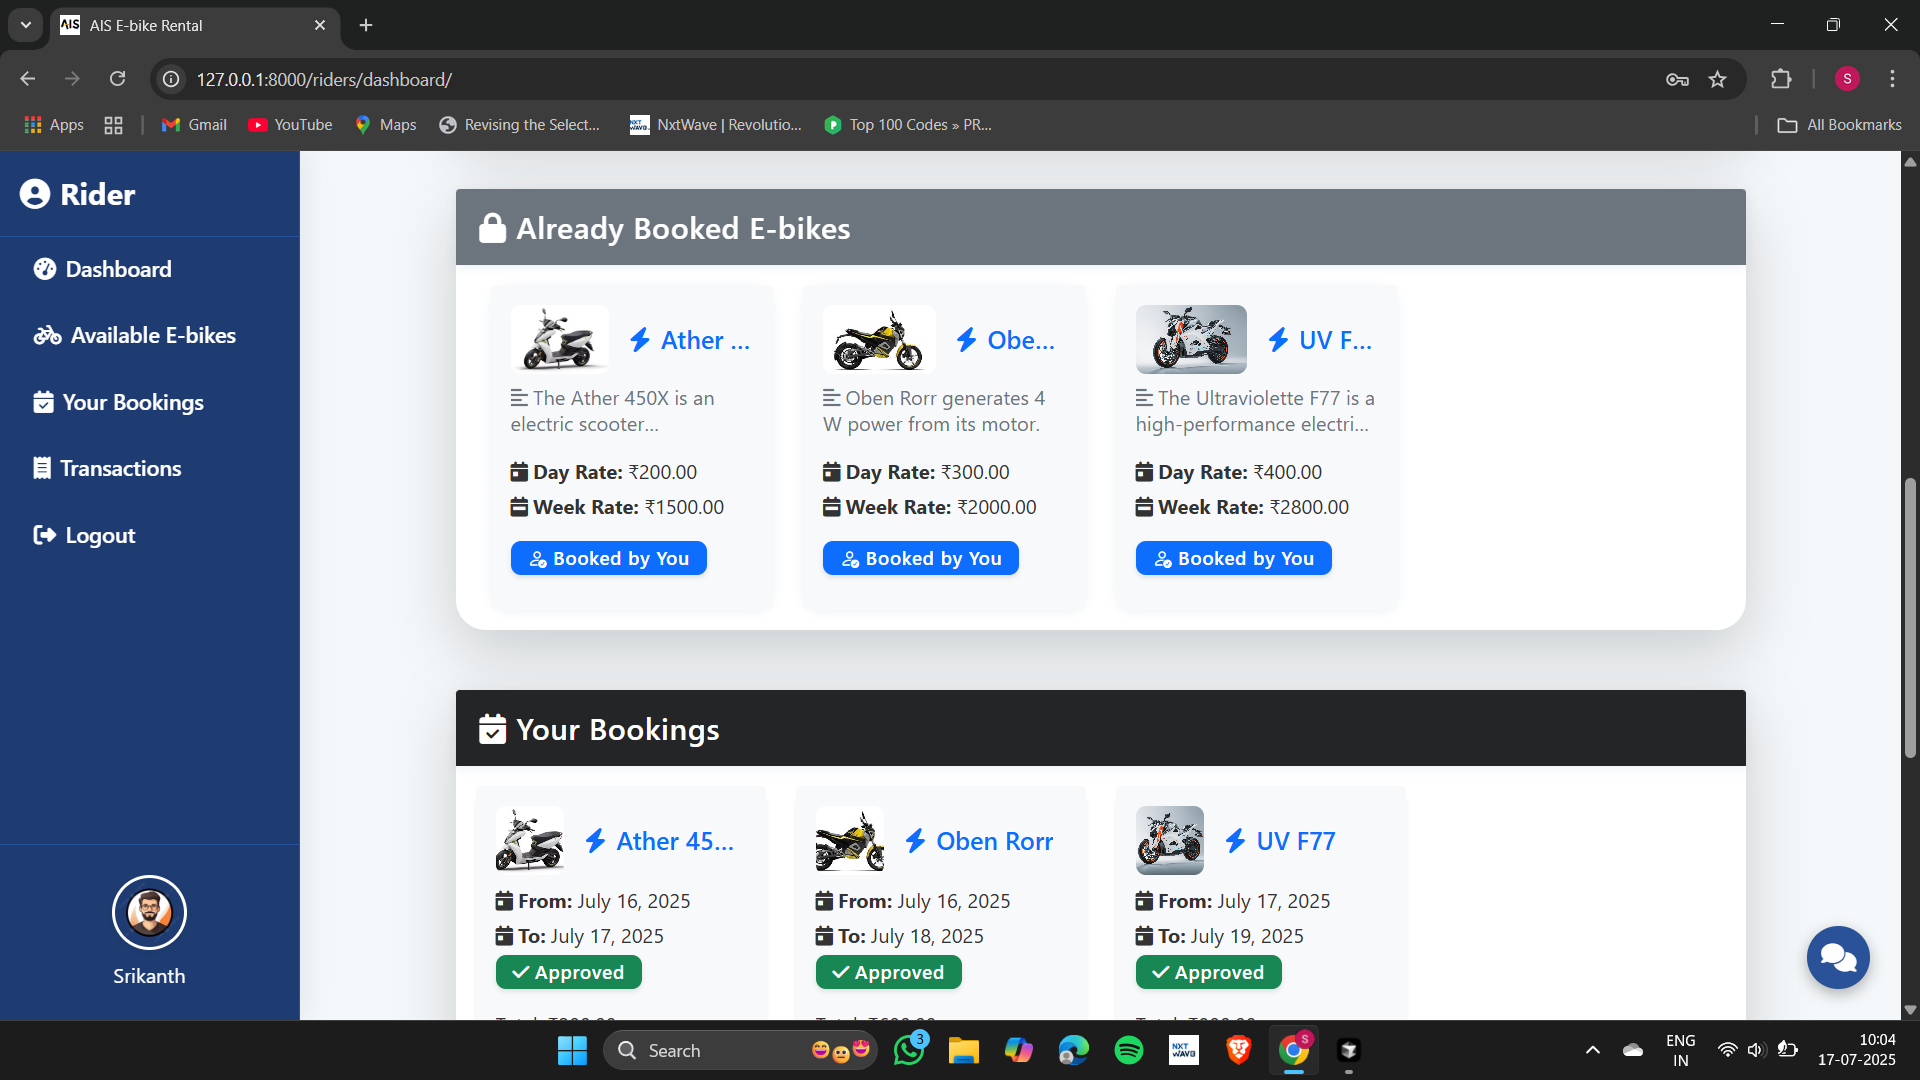 AIS AIS E-bike Rental
127.0.0.1:8000/riders/dashboard/
S
Apps
Gmail
YouTube
Maps
Revising the Select...
NXT WAVE NxtWave | Revolutio...
Top 100 Codes » PR...
All Bookmarks
Rider
Dashboard
Available E-bikes
Your Bookings
Transactions
Logout
Srikanth
Already Booked E-bikes
Ather ...
The Ather 450X is an
electric scooter...
Day Rate: ₹200.00
Week Rate: ₹1500.00
Booked by You
Obe...
Oben Rorr generates 4
W power from its motor.
Day Rate: ₹300.00
Week Rate: ₹2000.00
Booked by You
UV F...
The Ultraviolette F77 is a
high-performance electri...
Day Rate: ₹400.00
Week Rate: ₹2800.00
Booked by You
Your Bookings
Ather 45...
From: July 16, 2025
To: July 17, 2025
Approved
Oben Rorr
From: July 16, 2025
To: July 18, 2025
Approved
UV F77
From: July 17, 2025
To: July 19, 2025
Approved
Search
3
NXT
WAVE
S
ENG
IN
10:04
17-07-2025